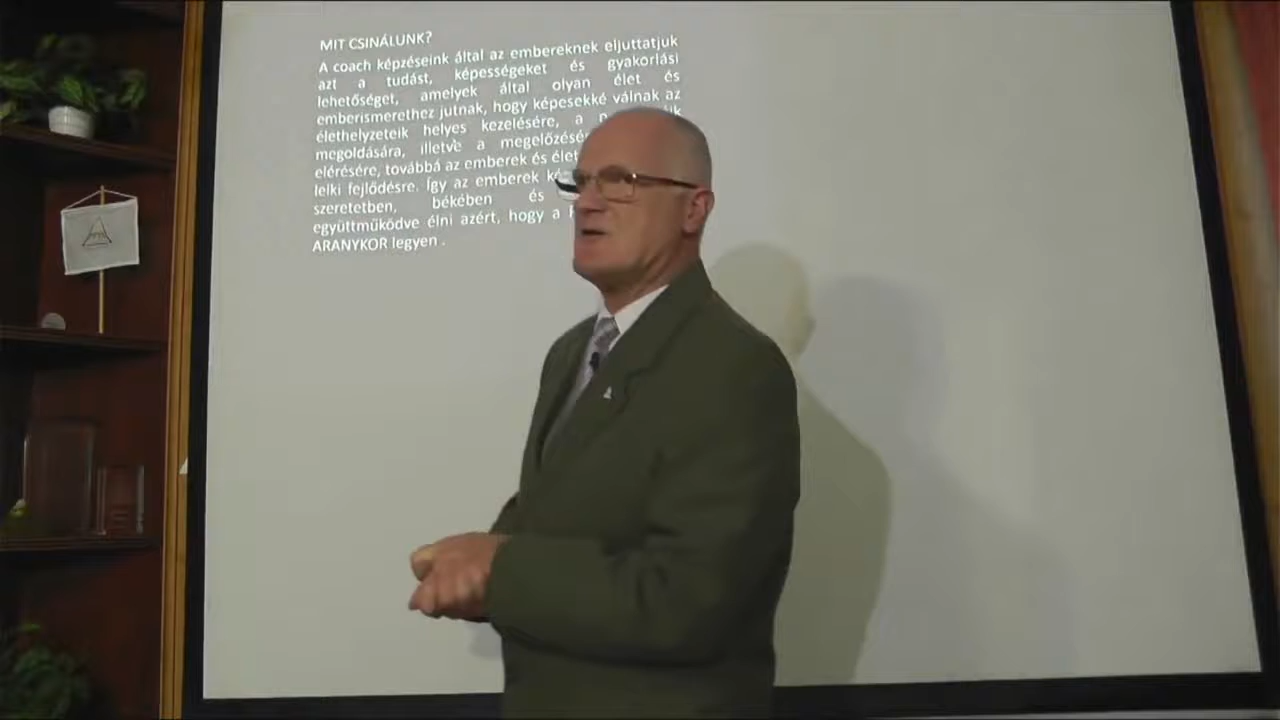 MIT CSINÁLUNK?
A coach képzéseink által az embereknek eljuttatjuk
azt a tudást, képességeket és gyakorlási
lehetőséget, amelyek által olyan élet és
emberismerethez jutnak, hogy képesekké válnak az
élethelyzeteik helyes kezelésére, a
megoldására, illetve a
elérésére, továbbá az emberek és
lelki fejlődésre. Így az emberek
szeretetben, békében és
együttműködve élni azért, hogy a
ARANYKOR legyen .